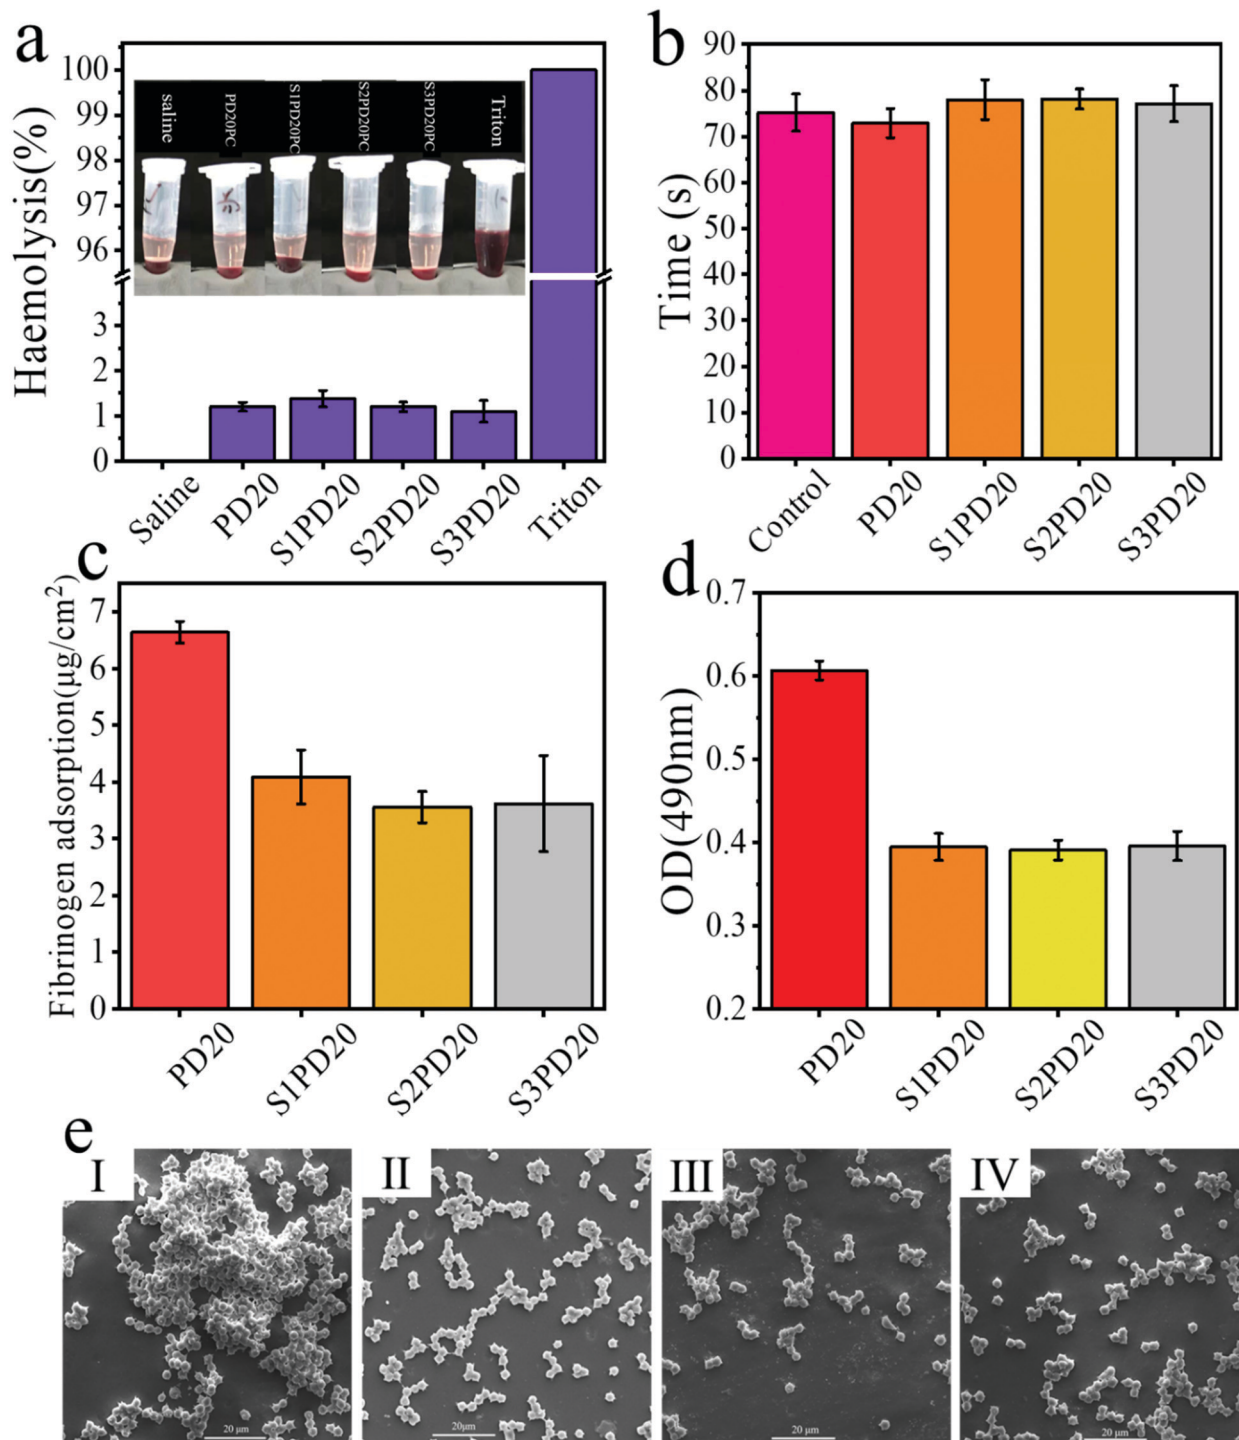 a
Haemolysis(%)
100
99
98
97
96
3
2
1
0
saline
PD20PC
S1PD20PC
S2PD20PC
S3PD20PC
Triton
Saline
PD20
S1PD20
S2PD20
S3PD20
Triton
b
Time (s)
90
80
70
60
50
40
30
20
10
0
Control
PD20
S1PD20
S2PD20
S3PD20
c
Fibrinogen adsorption(μg/cm²)
7
6
5
4
3
2
1
0
PD20
S1PD20
S2PD20
S3PD20
d
OD(490nm)
0.7
0.6
0.5
0.4
0.3
0.2
PD20
S1PD20
S2PD20
S3PD20
e
I
II
III
IV
20 μm
20μm
20 μm
20 μm